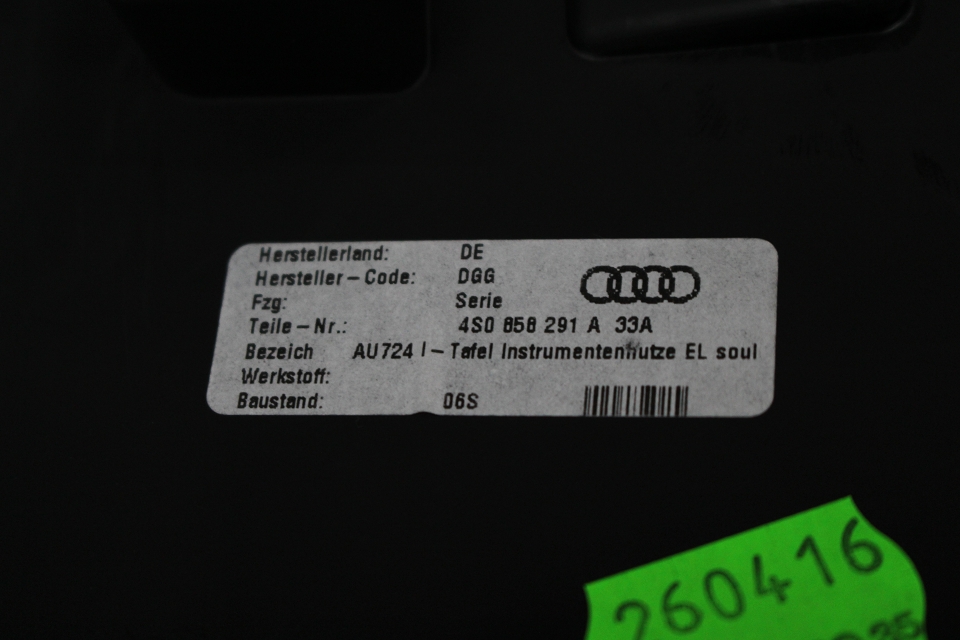 Herstellerland: DE
Hersteller-Code: DGG
Fzg: Serie
Teile-Nr.: 4S0 858 291 A 33A
Bezeich AU724 I-Tafel Instrumentenhutze EL soul
Werkstoff:
Baustand: 06S
260416